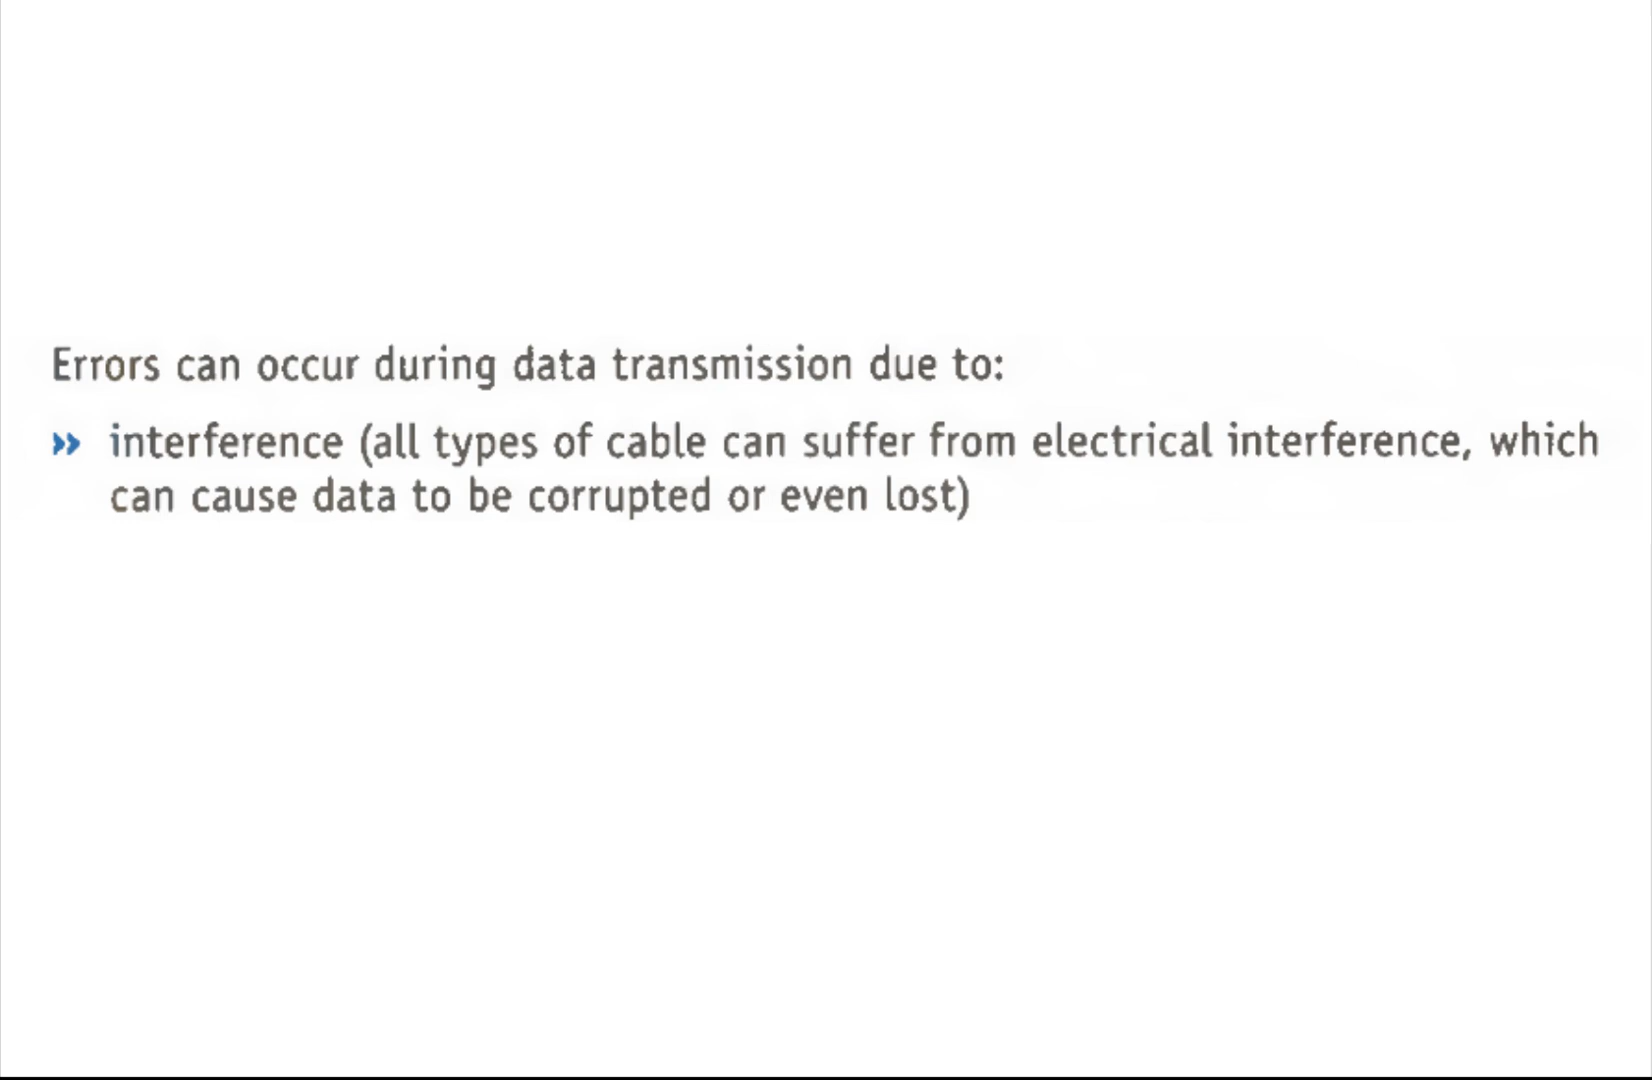 Errors can occur during data transmission due to:
» interference (all types of cable can suffer from electrical interference, which
can cause data to be corrupted or even lost)